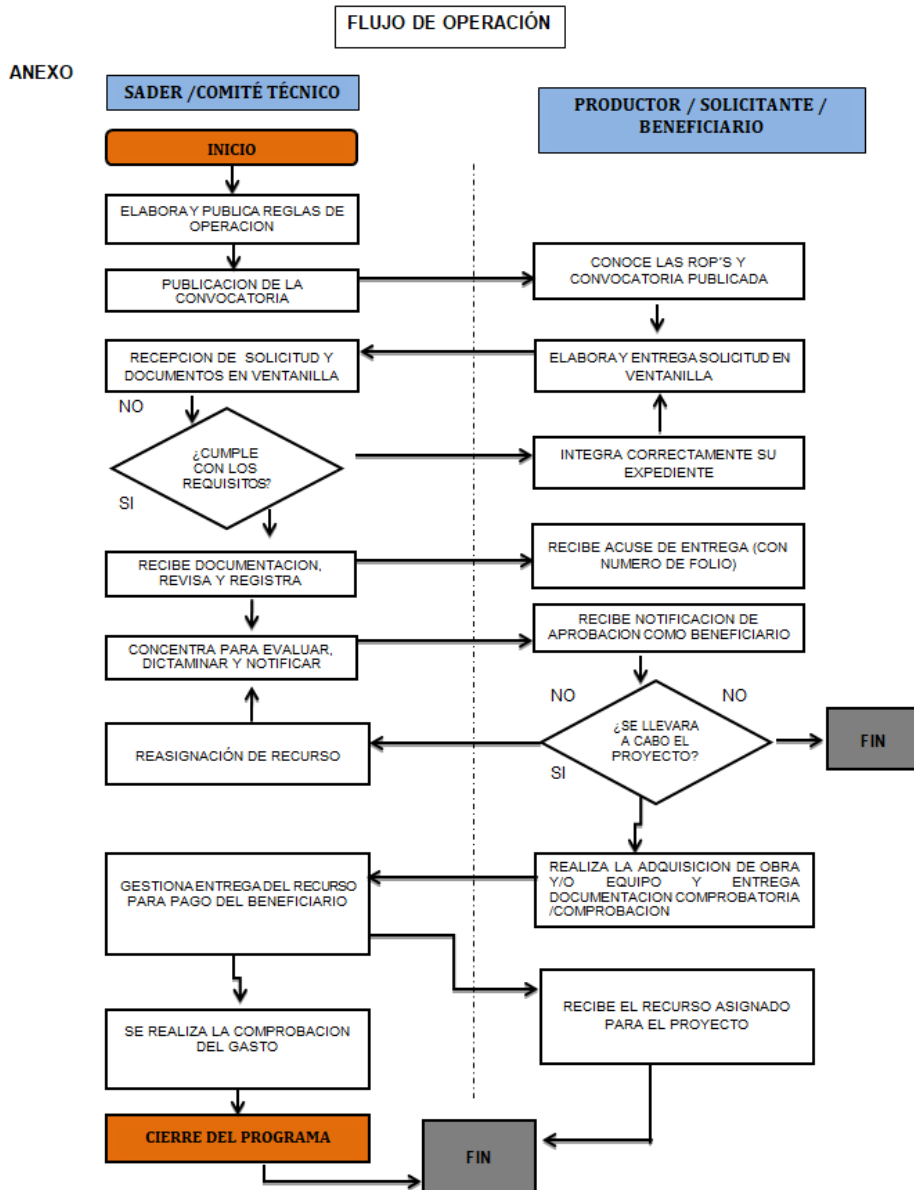 FLUJO DE OPERACIÓN
ANEXO
SADER /COMITÉ TÉCNICO
PRODUCTOR / SOLICITANTE /
BENEFICIARIO
INICIO
ELABORA Y PUBLICA REGLAS DE
OPERACION
PUBLICACION DE LA
CONVOCATORIA
CONOCE LAS ROP´S Y
CONVOCATORIA PUBLICADA
RECEPCION DE SOLICITUD Y
DOCUMENTOS EN VENTANILLA
ELABORA Y ENTREGA SOLICITUD EN
VENTANILLA
NO
¿CUMPLE
CON LOS
REQUISITOS?
SI
INTEGRA CORRECTAMENTE SU
EXPEDIENTE
RECIBE DOCUMENTACION,
REVISA Y REGISTRA
RECIBE ACUSE DE ENTREGA (CON
NUMERO DE FOLIO)
CONCENTRA PARA EVALUAR,
DICTAMINAR Y NOTIFICAR
RECIBE NOTIFICACION DE
APROBACION COMO BENEFICIARIO
NO
NO
¿SE LLEVARA
A CABO EL
PROYECTO?
SI
FIN
REASIGNACIÓN DE RECURSO
GESTIONA ENTREGA DEL RECURSO
PARA PAGO DEL BENEFICIARIO
REALIZA LA ADQUISICION DE OBRA
Y/O EQUIPO Y ENTREGA
DOCUMENTACION COMPROBATORIA
/COMPROBACION
SE REALIZA LA COMPROBACION
DEL GASTO
RECIBE EL RECURSO ASIGNADO
PARA EL PROYECTO
CIERRE DEL PROGRAMA
FIN